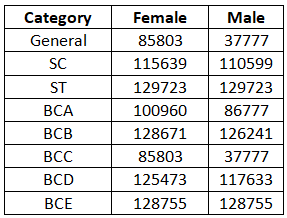 Category Female Male
General 85803 37777
SC 115639 110599
ST 129723 129723
BCA 100960 86777
BCB 128671 126241
BCC 85803 37777
BCD 125473 117633
BCE 128755 128755